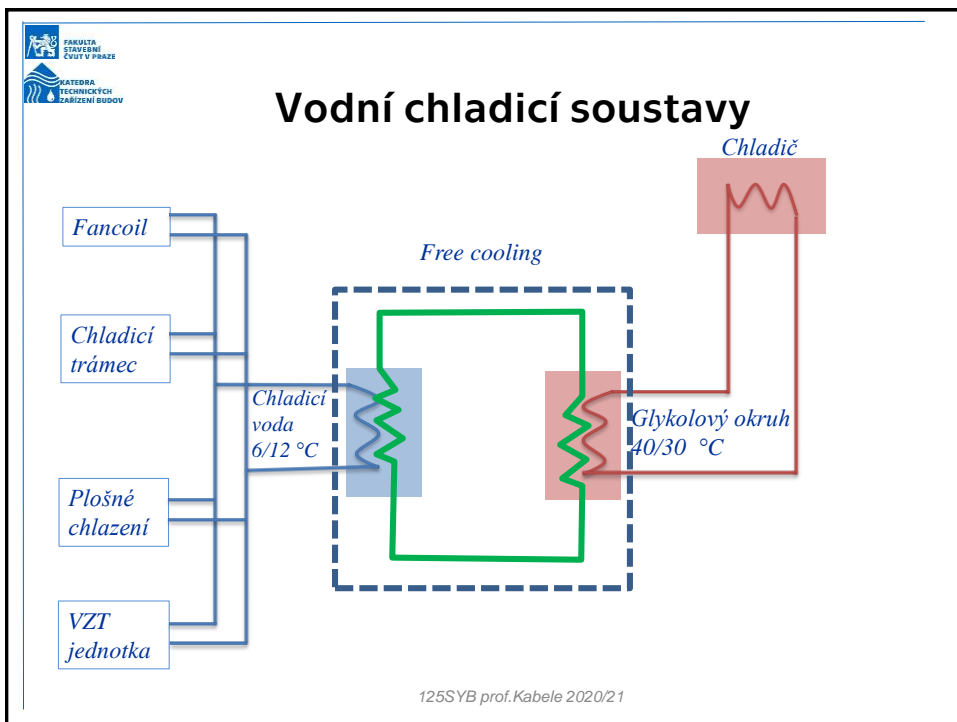 FAKULTA
STAVEBNÍ
ČVUT V PRAZE
KATEDRA
TECHNICKÝCH
ZAŘÍZENÍ BUDOV
Vodní chladicí soustavy
Chladič
Fancoil
Free cooling
Chladicí
trámec
Chladicí
voda
6/12 °C
Glykolový okruh
40/30 °C
Plošné
chlazení
VZT
jednotka
125SYB prof.Kabele 2020/21